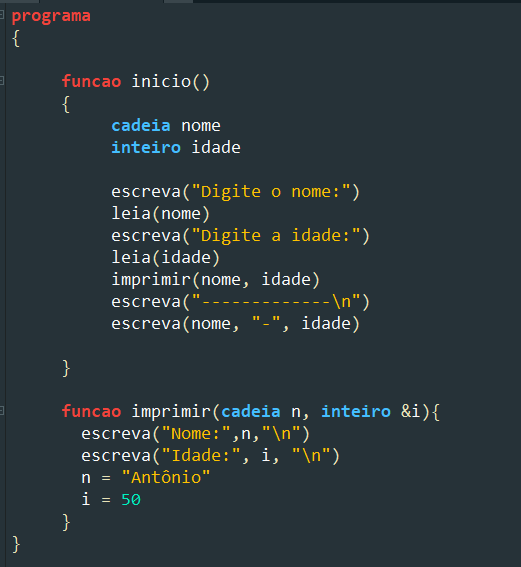 programa
{
funcao inicio()
{
cadeia nome
inteiro idade
escreva("Digite o nome:")
leia(nome)
escreva("Digite a idade:")
leia(idade)
imprimir(nome, idade)
escreva("-------------\n")
escreva(nome, "-", idade)
}
funcao imprimir(cadeia n, inteiro &i){
escreva("Nome:",n,"\n")
escreva("Idade:", i, "\n")
n = "Antônio"
i = 50
}
}